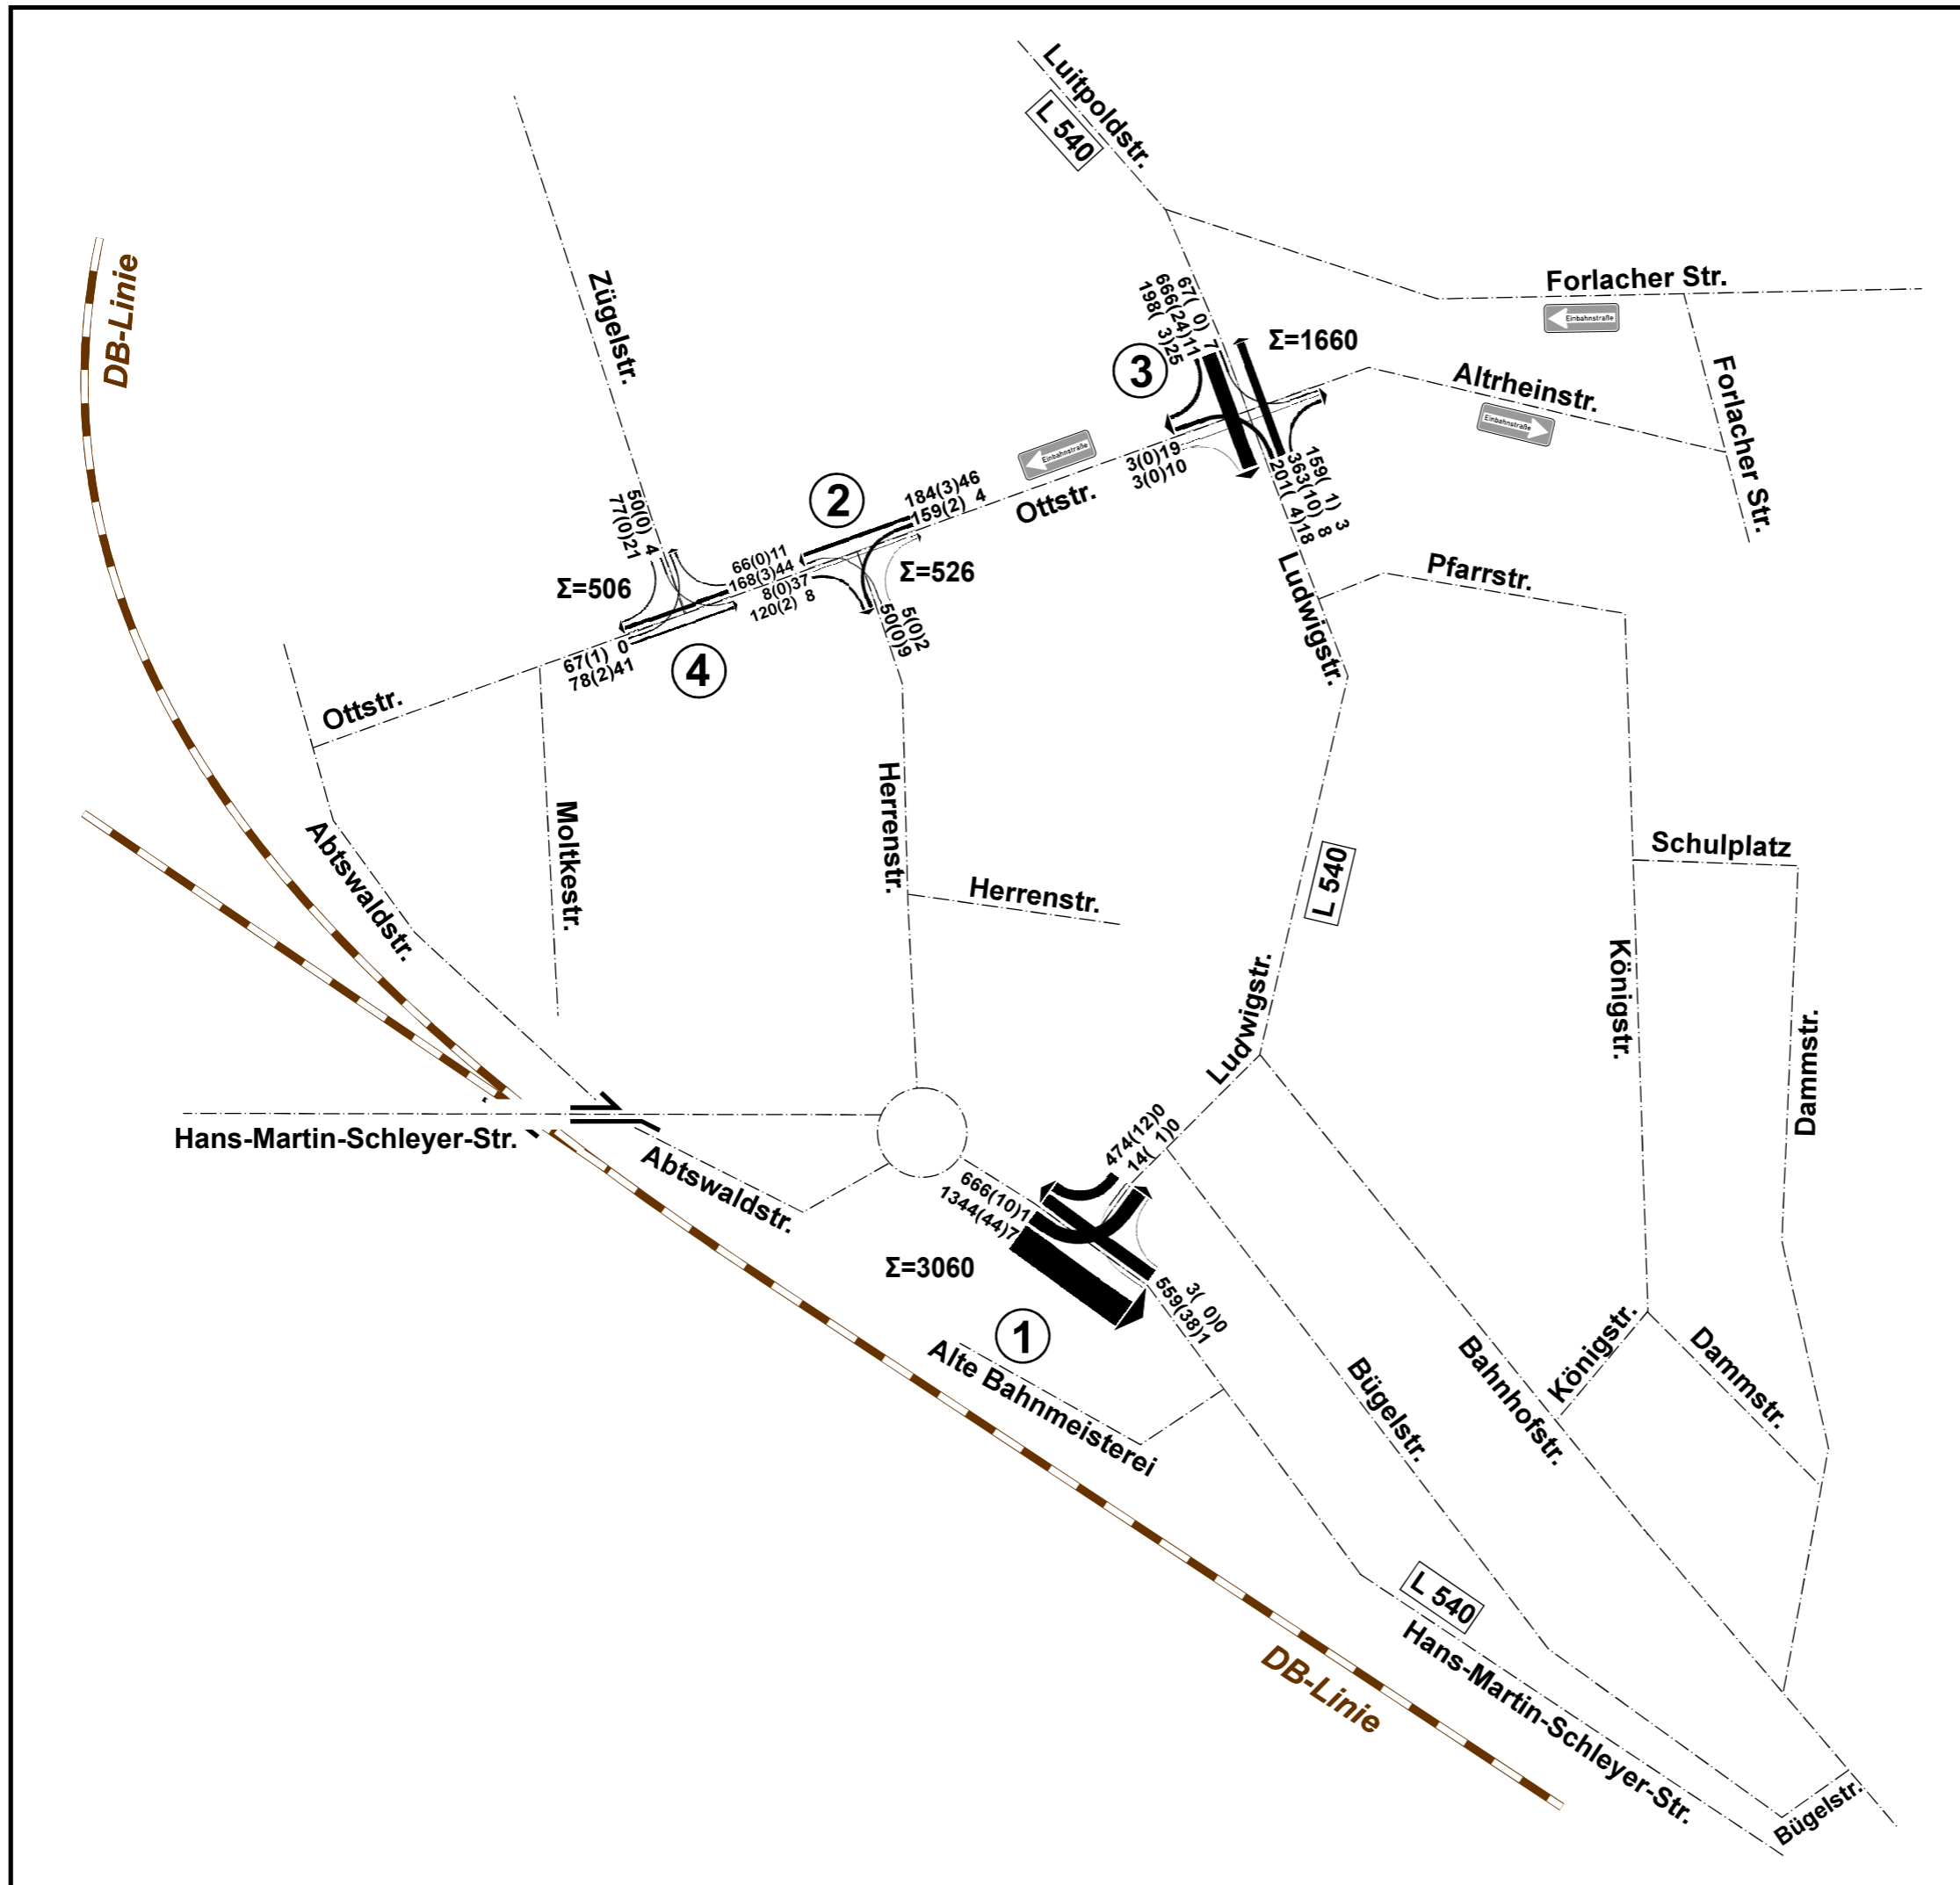 Luitpoldstr.
L 540
DB-Linie
Zügelstr.
Forlacher Str.
Einbahnstraße
67( 0) 7
666(24)11
198( 3)25
Σ=1660
3
Altrheinstr.
Einbahnstraße
Forlacher Str.
Einbahnstraße
3(0)19
3(0)10
159( 1) 3
363(10) 8
201( 4)18
Ottstr.
2
184(3)46
159(2) 4
50(0) 4
77(0)21
66(0)11
168(3)44
8(0)37
120(2) 8
Σ=506
Σ=526
5(0)2
50(0)9
67(1) 0
78(2)41
4
Ludwigstr.
Pfarrstr.
Ottstr.
Moltkestr.
Herrenstr.
Abtswaldstr.
Herrenstr.
L 540
Schulplatz
Königstr.
Dammstr.
Ludwigstr.
Hans-Martin-Schleyer-Str.
Abtswaldstr.
474(12)0
14( 1)0
666(10)1
1344(44)7
Σ=3060
3( 0)0
559(38)1
1
Alte Bahnmeisterei
Bügelstr.
Bahnhofstr.
Königstr.
Dammstr.
L 540
DB-Linie
Hans-Martin-Schleyer-Str.
Bügelstr.